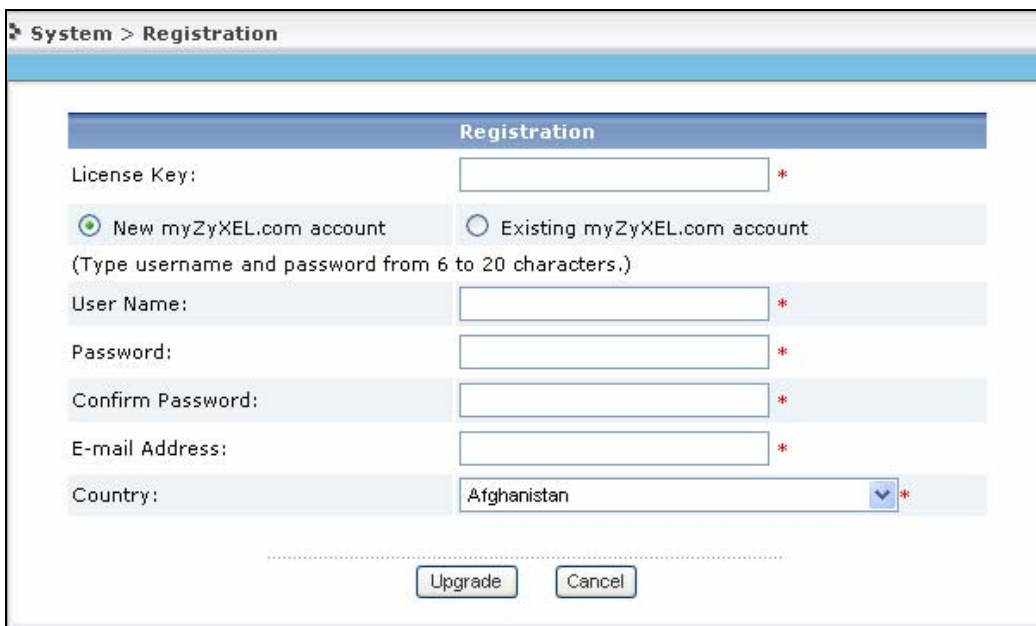 System > Registration
Registration
License Key: *
New myZyXEL.com account Existing myZyXEL.com account
(Type username and password from 6 to 20 characters.)
User Name: *
Password: *
Confirm Password: *
E-mail Address: *
Country: Afghanistan *
Upgrade Cancel